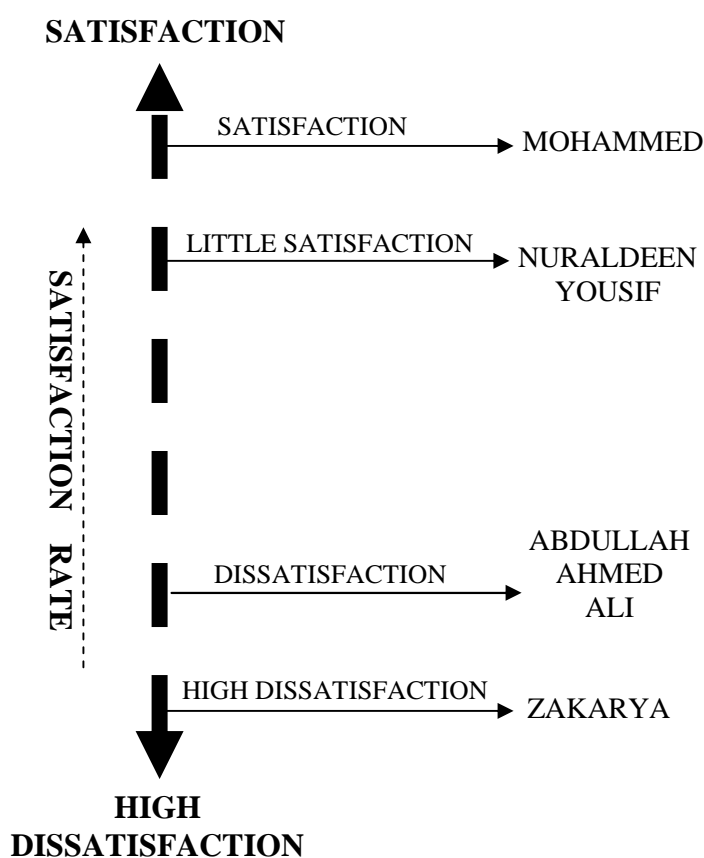 SATISFACTION
SATISFACTION
MOHAMMED
LITTLE SATISFACTION
NURALDEEN
YOUSIF
SATISFACTION RATE
DISSATISFACTION
ABDULLAH
AHMED
ALI
HIGH DISSATISFACTION
ZAKARYA
HIGH
DISSATISFACTION